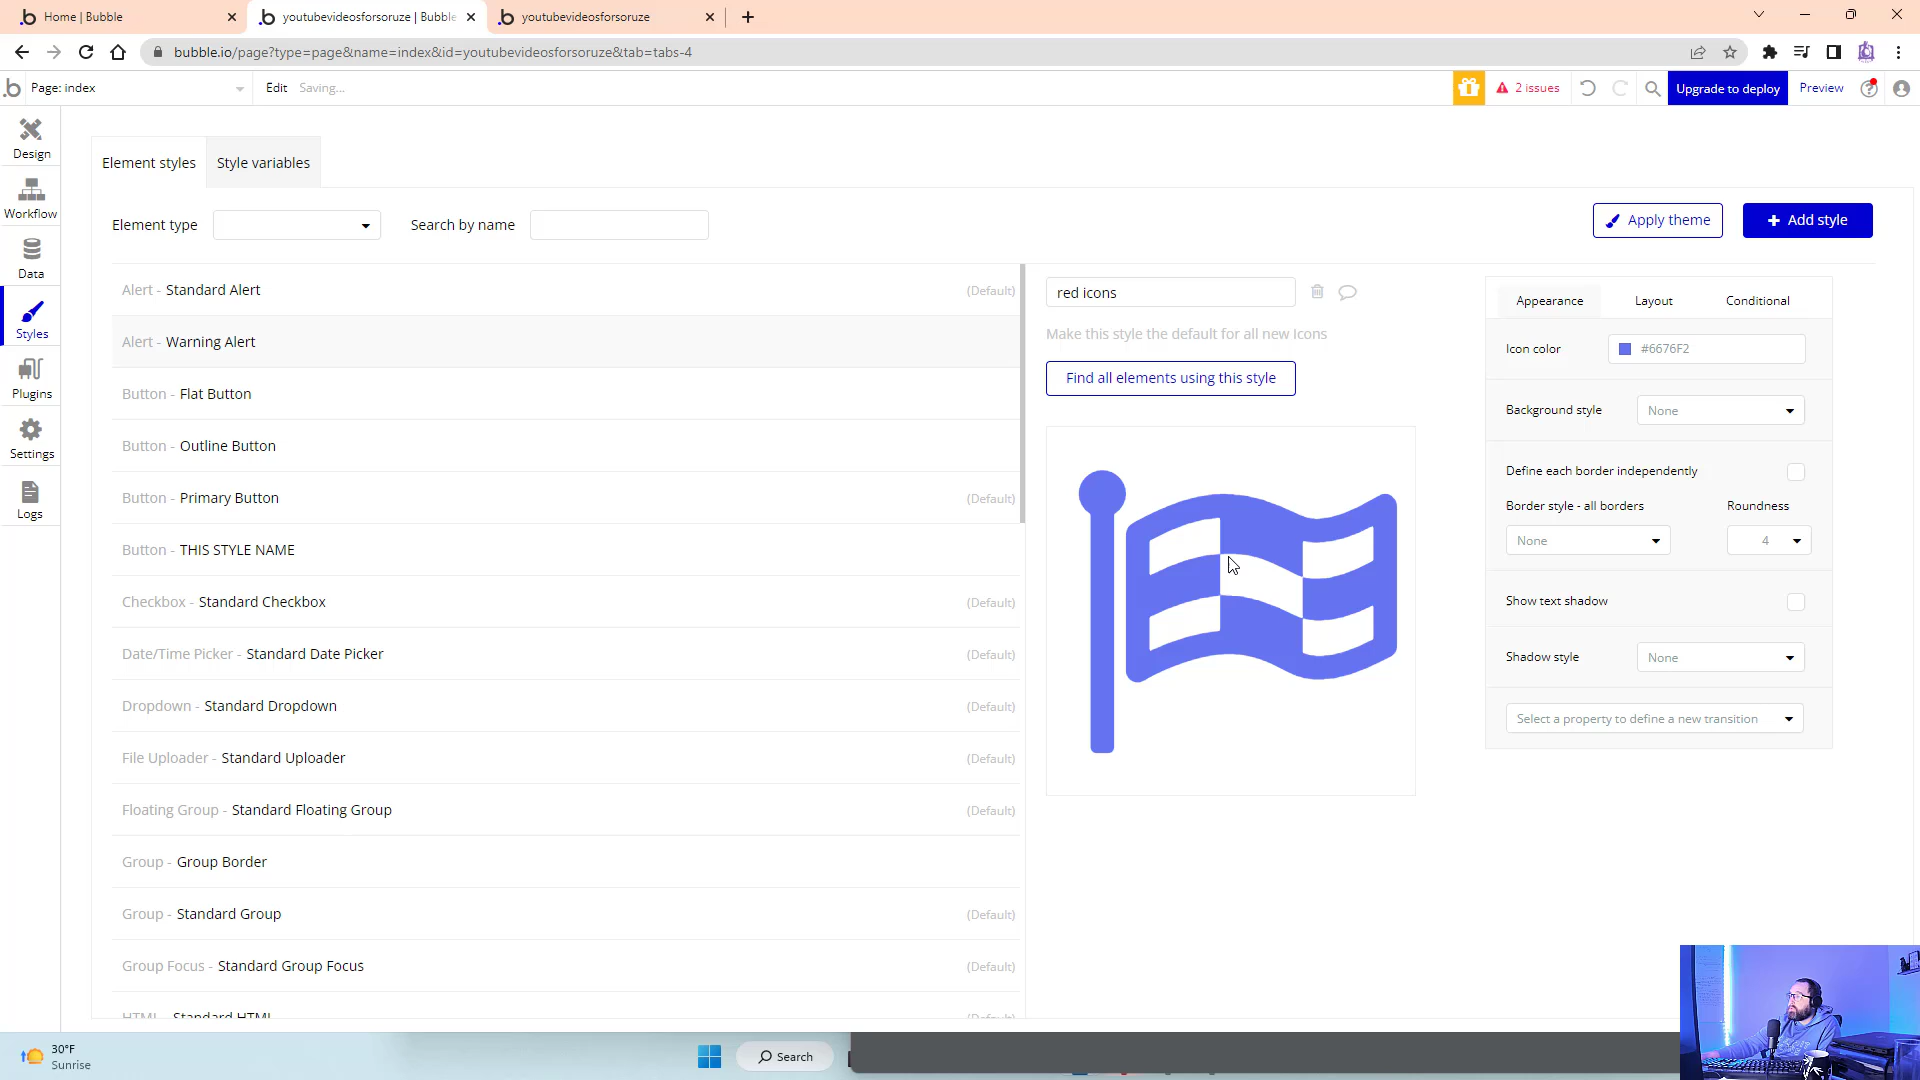 Home | Bubble
youtubevideosforsoruze | Bubble
youtubevideosforsoruze
bubble.io/page?type=page&name=index&id=youtubevideosforsoruze&tab=tabs-4
Page: index
Edit
Saving...
2 issues
Upgrade to deploy
Preview
Design
Workflow
Data
Styles
Plugins
Settings
Logs
Element styles
Style variables
Element type
Search by name
Apply theme
+ Add style
Alert - Standard Alert (Default)
Alert - Warning Alert
Button - Flat Button
Button - Outline Button
Button - Primary Button (Default)
Button - THIS STYLE NAME
Checkbox - Standard Checkbox (Default)
Date/Time Picker - Standard Date Picker (Default)
Dropdown - Standard Dropdown (Default)
File Uploader - Standard Uploader (Default)
Floating Group - Standard Floating Group (Default)
Group - Group Border
Group - Standard Group (Default)
Group Focus - Standard Group Focus (Default)
HTML - Standard HTML (Default)
red icons
Make this style the default for all new Icons
Find all elements using this style
Appearance
Layout
Conditional
Icon color
#6676F2
Background style
None
Define each border independently
Border style - all borders
Roundness
None
4
Show text shadow
Shadow style
None
Select a property to define a new transition
30°F
Sunrise
Search